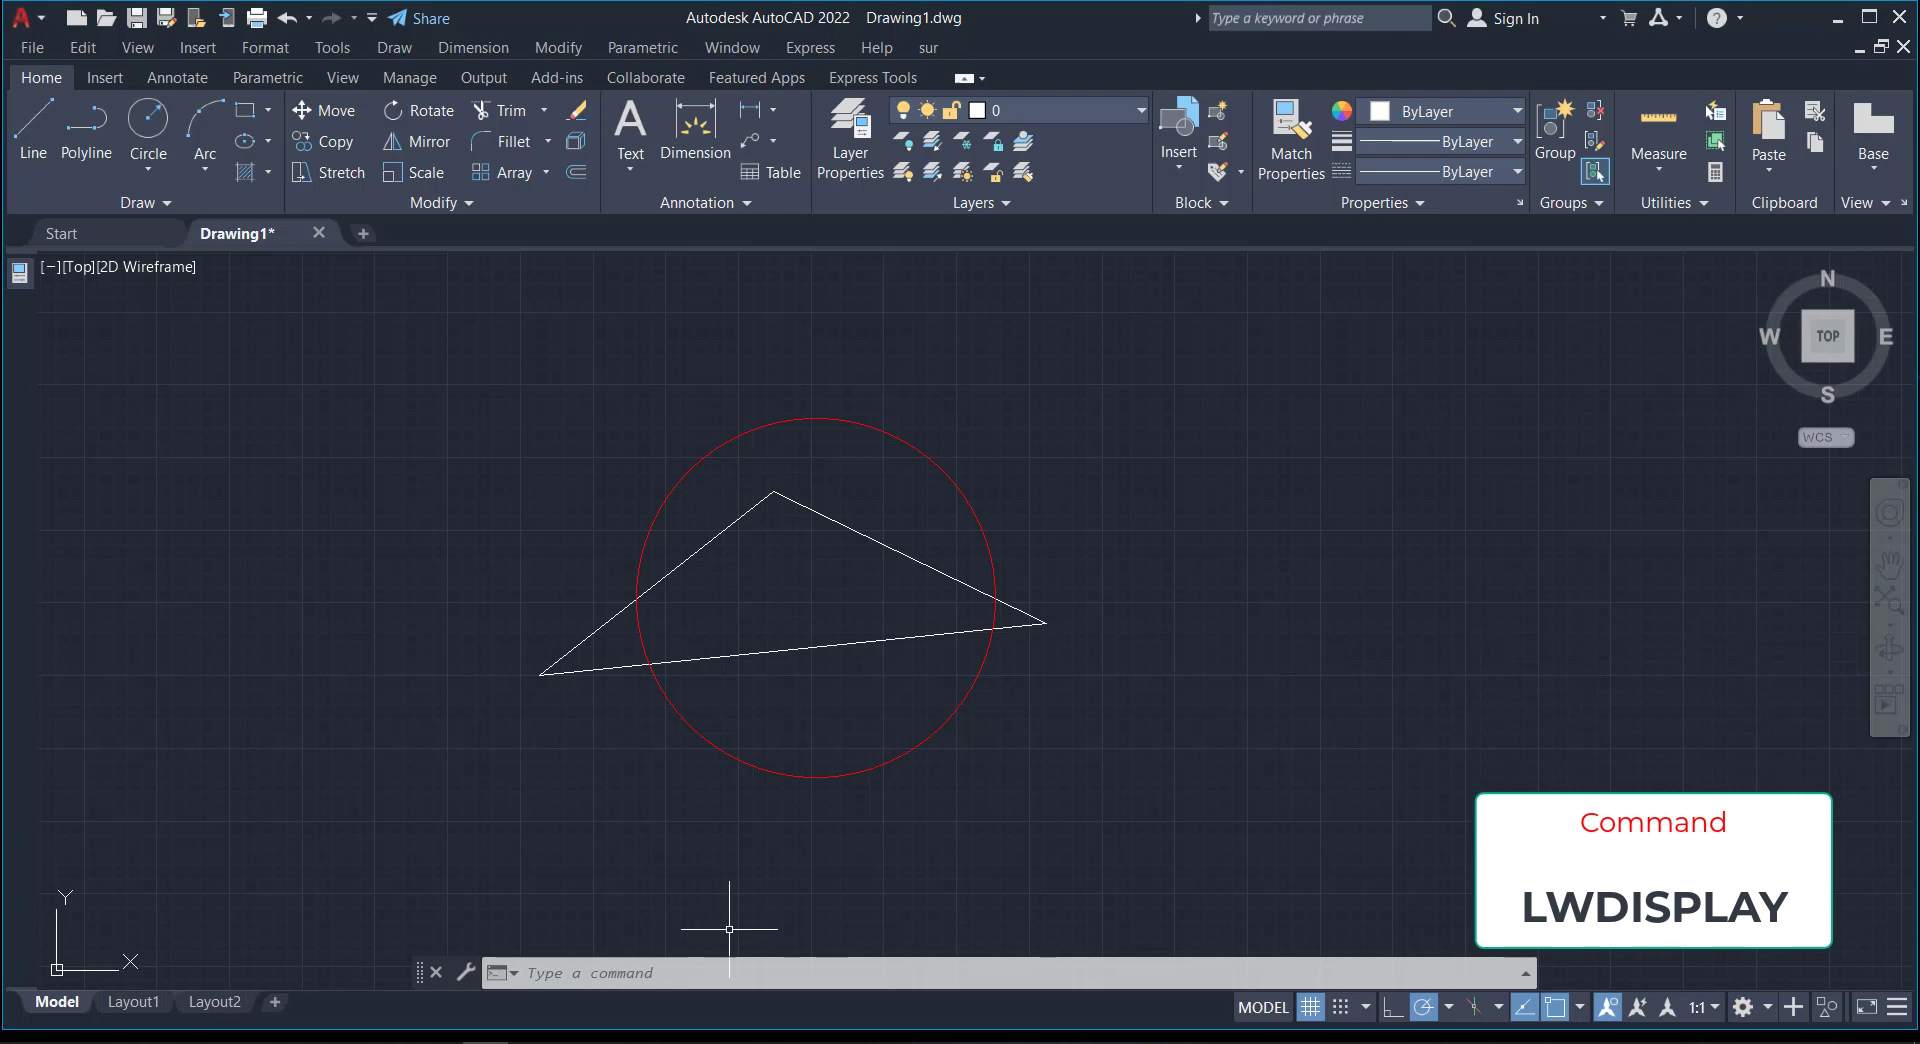 Share
Autodesk AutoCAD 2022 Drawing1.dwg
Type a keyword or phrase
Sign In
File Edit View Insert Format Tools Draw Dimension Modify Parametric Window Express Help sur
Home Insert Annotate Parametric View Manage Output Add-ins Collaborate Featured Apps Express Tools
Move Rotate Trim
0
ByLayer
Copy Mirror Fillet
ByLayer
Line Polyline Circle Arc
Text Dimension
Layer Properties
Insert
Match Properties
Group Measure Paste Base
Stretch Scale Array
Table
ByLayer
Draw Modify Annotation Layers Block Properties Groups Utilities Clipboard View
Start Drawing1*
[−][Top][2D Wireframe]
N
W TOP E
S
WCS
Command
LWDISPLAY
Y
X
Type a command
Model Layout1 Layout2
MODEL 1:1